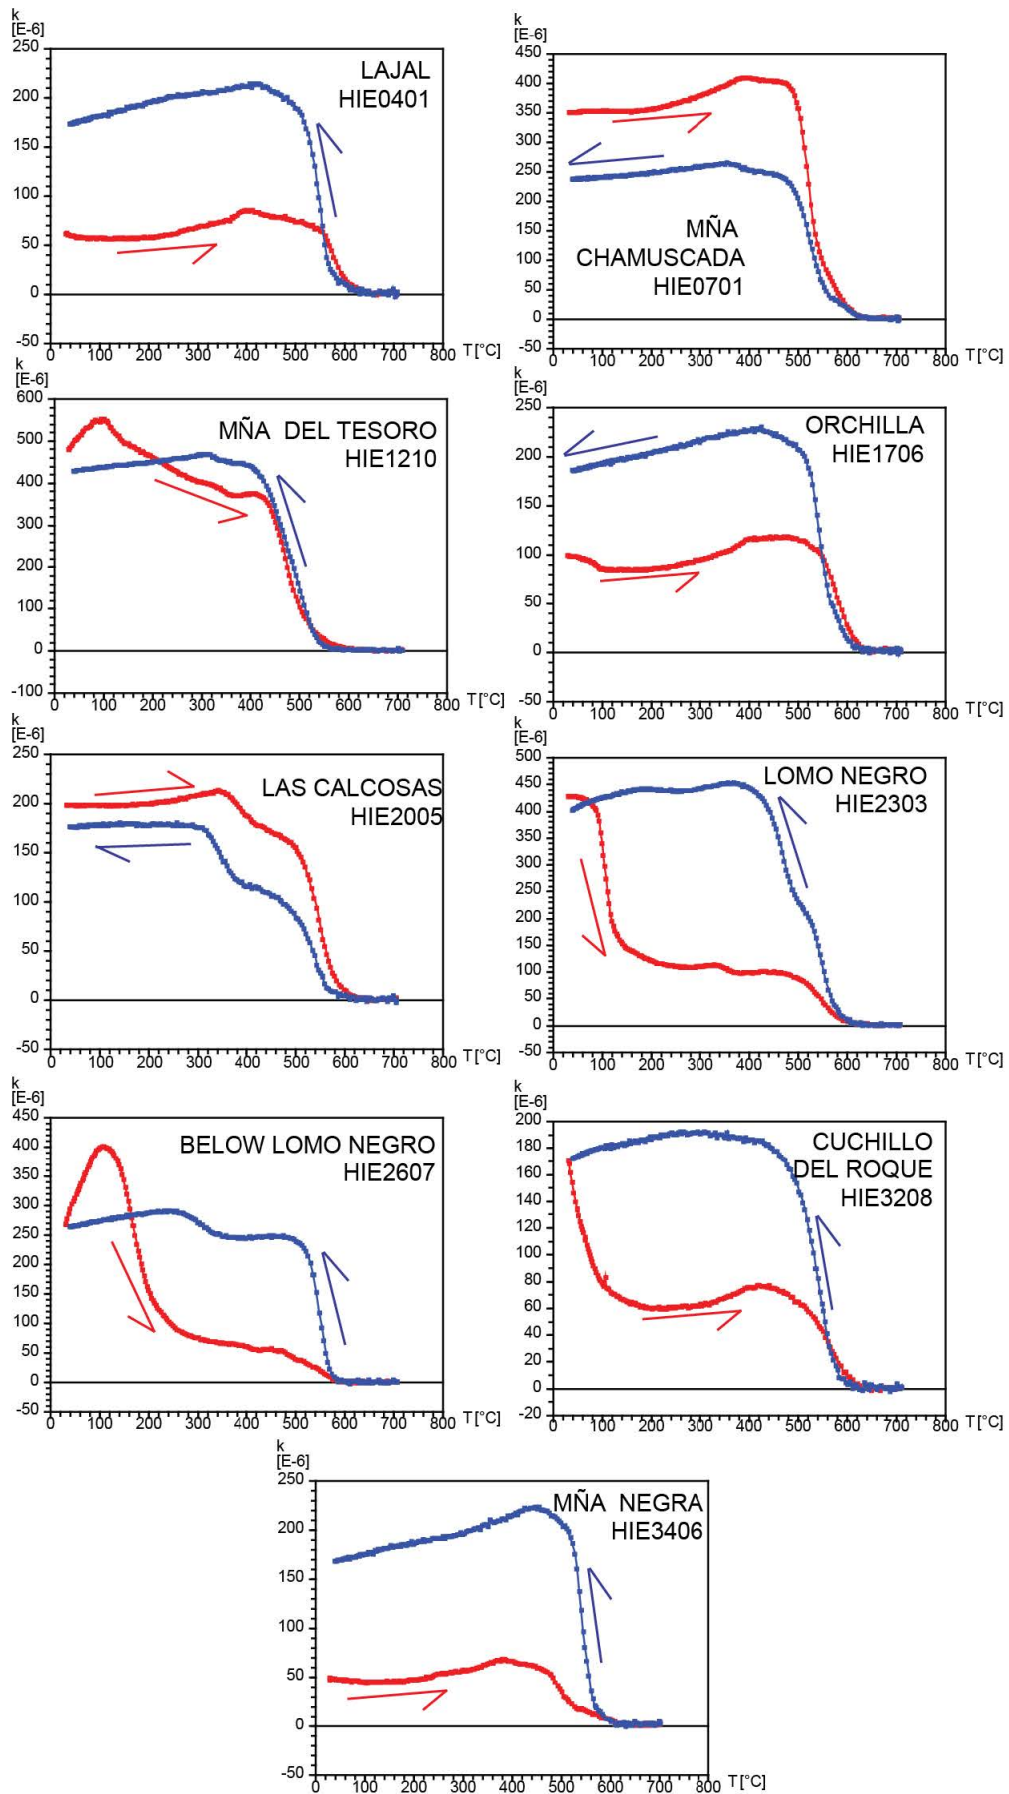 k
[E-6]
250
200
150
100
50
0
-50
0 100 200 300 400 500 600 700 800 T [°C]
LAJAL
HIE0401
k
[E-6]
450
400
350
300
250
200
150
100
50
0
-50
0 100 200 300 400 500 600 700 800 T [°C]
MÑA
CHAMUSCADA
HIE0701
k
[E-6]
600
500
400
300
200
100
0
-100
0 100 200 300 400 500 600 700 800 T [°C]
MÑA DEL TESORO
HIE1210
k
[E-6]
250
200
150
100
50
0
-50
0 100 200 300 400 500 600 700 800 T [°C]
ORCHILLA
HIE1706
k
[E-6]
250
200
150
100
50
0
-50
0 100 200 300 400 500 600 700 800 T [°C]
LAS CALCOSAS
HIE2005
k
[E-6]
500
450
400
350
300
250
200
150
100
50
0
-50
0 100 200 300 400 500 600 700 800 T [°C]
LOMO NEGRO
HIE2303
k
[E-6]
450
400
350
300
250
200
150
100
50
0
-50
0 100 200 300 400 500 600 700 800 T [°C]
BELOW LOMO NEGRO
HIE2607
k
[E-6]
200
180
160
140
120
100
80
60
40
20
0
-20
0 100 200 300 400 500 600 700 800 T [°C]
CUCHILLO
DEL ROQUE
HIE3208
k
[E-6]
250
200
150
100
50
0
-50
0 100 200 300 400 500 600 700 800 T [°C]
MÑA NEGRA
HIE3406